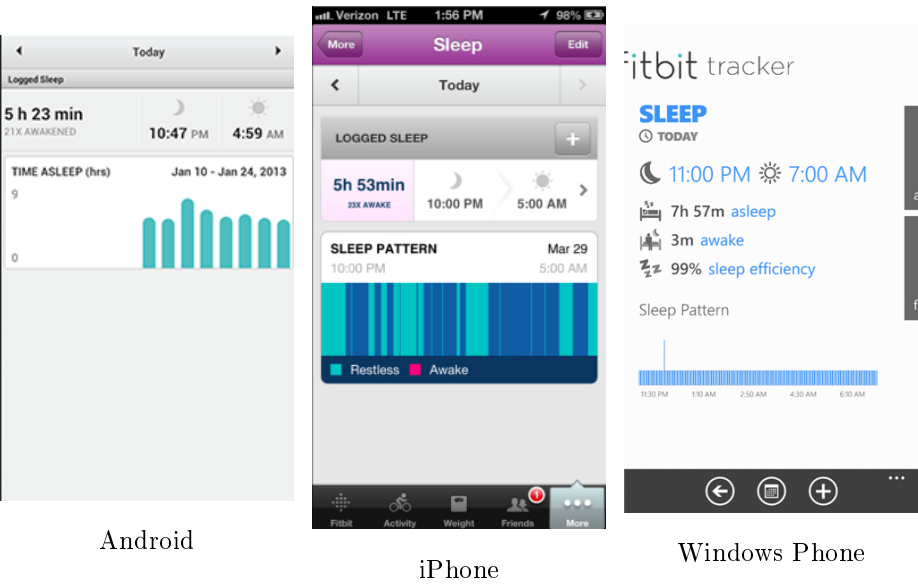 Today
Logged Sleep
5 h 23 min
21X AWAKENED
10:47 PM
4:59 AM
TIME ASLEEP (hrs)
Jan 10 - Jan 24, 2013
9
0
Android
Verizon LTE
1:56 PM
98%
More
Sleep
Edit
Today
LOGGED SLEEP
+
5h 53min
23X AWAKE
10:00 PM
5:00 AM
SLEEP PATTERN
Mar 29
10:00 PM
5:00 AM
Restless
Awake
1
Fitbit
Activity
Weight
Friends
More
iPhone
fitbit tracker
SLEEP
TODAY
11:00 PM
7:00 AM
7h 57m asleep
3m awake
99% sleep efficiency
Sleep Pattern
11:30 PM 1:10 AM 2:50 AM 4:30 AM 6:10 AM
a
f
Windows Phone